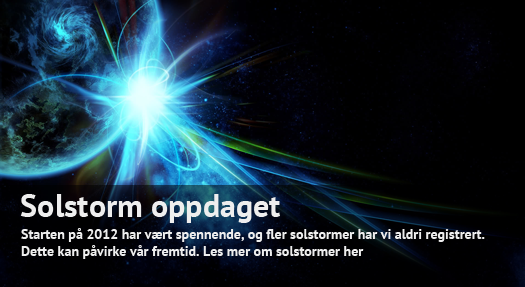 Solstorm oppdaget
Starten på 2012 har vært spennende, og fler solstormer har vi aldri registrert.
Dette kan påvirke vår fremtid. Les mer om solstormer her